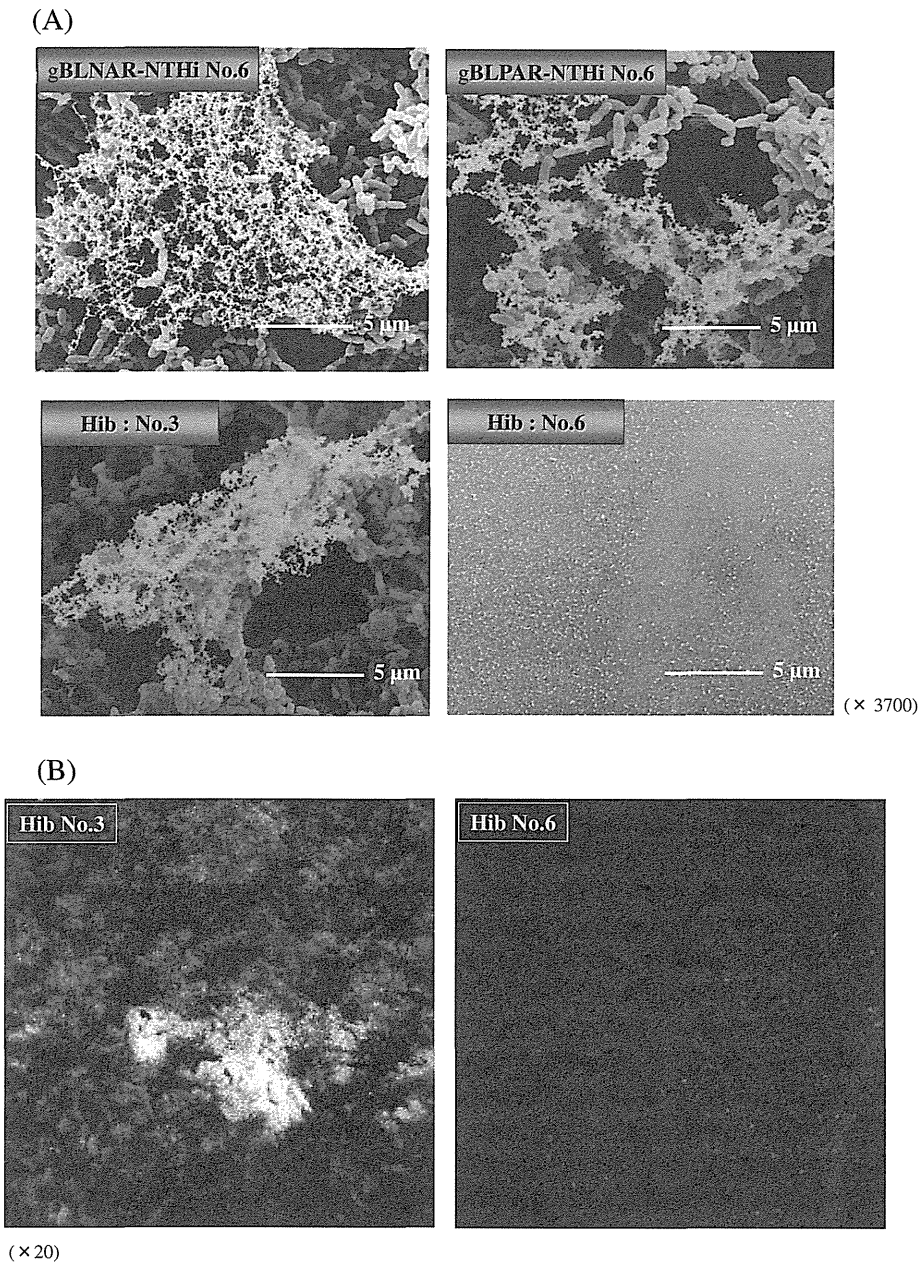 (A)
gBLNAR-NTHi No.6
gBLPAR-NTHi No.6
5 μm
5 μm
Hib : No.3
Hib : No.6
5 μm
5 μm
(× 3700)
(B)
Hib No.3
Hib No.6
(×20)